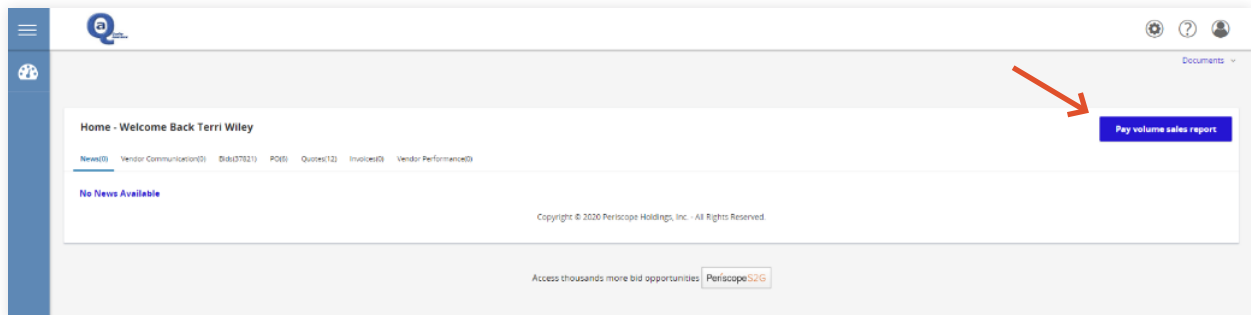 a
?
Documents
Home - Welcome Back Terri Wiley
Pay volume sales report
News(0) Vendor Communication(0) Bids(37821) PO(6) Quotes(12) Invoices(0) Vendor Performance(0)
No News Available
Copyright © 2020 Periscope Holdings, Inc. - All Rights Reserved.
Access thousands more bid opportunities PeriscopeS2G